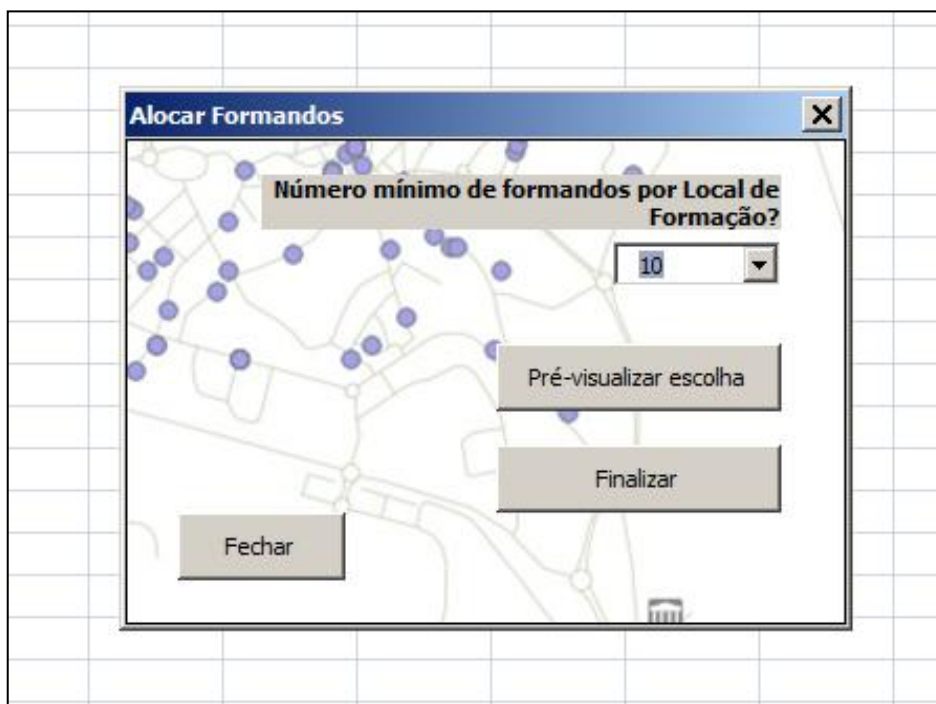 Alocar Formandos
Número mínimo de formandos por Local de
Formação?
10
Pré-visualizar escolha
Finalizar
Fechar